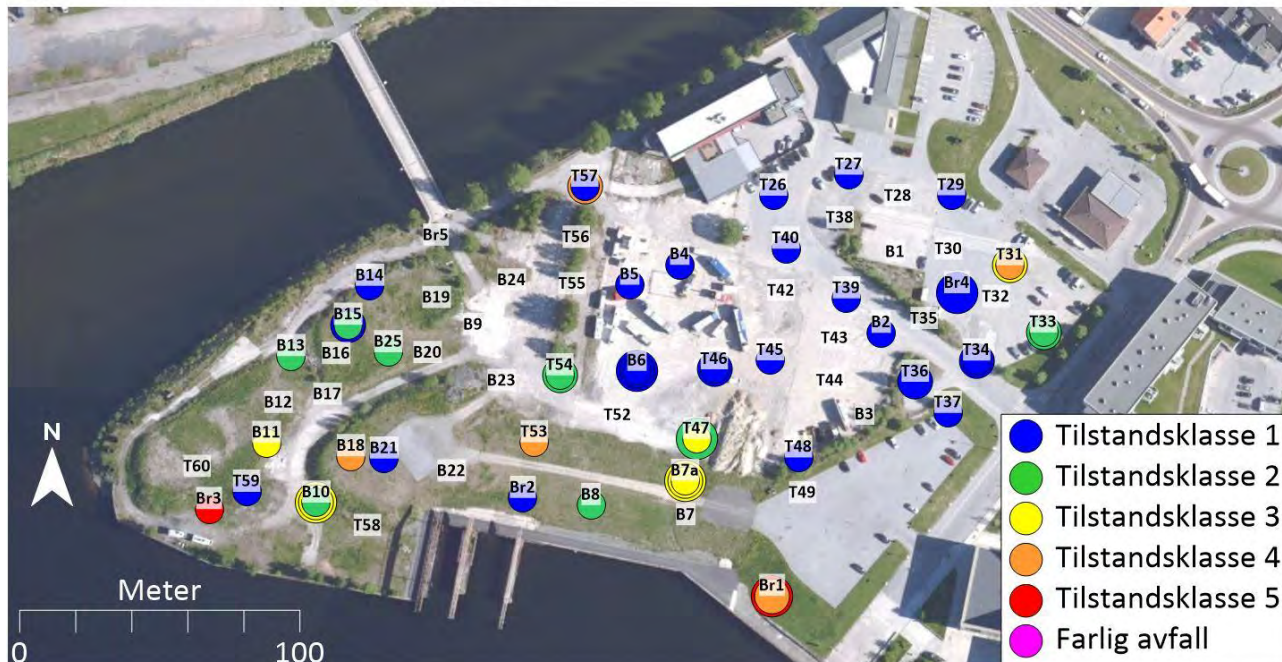 T57
T27
T26
T28
T29
T38
Br5
T56
T40
B4
B1
T30
T31
B14
B24
T55
B5
T42
B19
T39
Br4
T32
B15
B9
T35
B2
T33
B13
B16
B25
B20
T43
T45
T34
B23
T54
B6
T46
T44
T36
B12
B17
T52
B3
T37
B11
T53
T47
N
B18
B21
B22
B7a
T48
T60
T59
Br3
B10
Br2
B8
B7
T49
T58
Br1
Meter
0
100
Tilstandsklasse 1
Tilstandsklasse 2
Tilstandsklasse 3
Tilstandsklasse 4
Tilstandsklasse 5
Farlig avfall